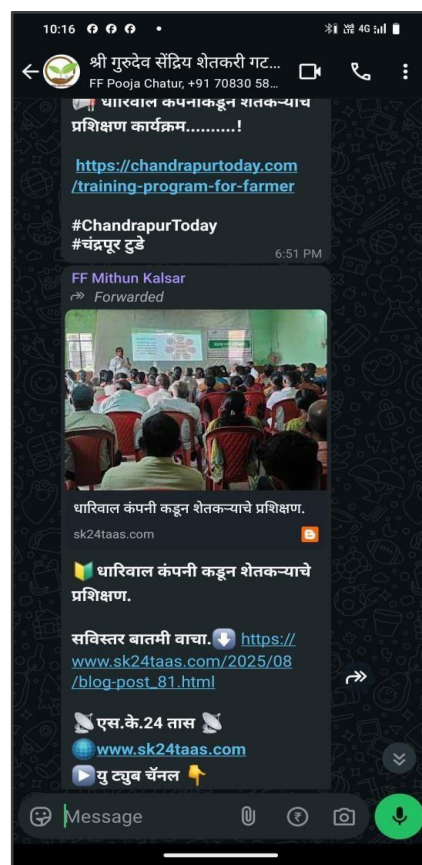 10:16
4G
श्री गुरुदेव सेंद्रिय शेतकरी गट...
FF Pooja Chatur, +91 70830 58...
धारिवाल कंपनीकडून शेतकऱ्याचे
प्रशिक्षण कार्यक्रम.........!
https://chandrapurtoday.com
/training-program-for-farmer
#ChandrapurToday
#चंद्रपूर टुडे
6:51 PM
FF Mithun Kalsar
Forwarded
धारिवाल कंपनी कडून शेतकऱ्याचे प्रशिक्षण.
sk24taas.com
धारिवाल कंपनी कडून शेतकऱ्याचे
प्रशिक्षण.
सविस्तर बातमी वाचा. https://
www.sk24taas.com/2025/08
/blog-post_81.html
एस.के.24 तास
www.sk24taas.com
यु ट्युब चॅनल
Message